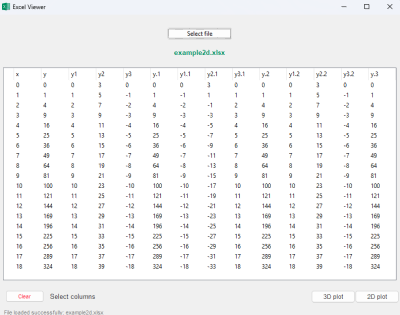 Excel Viewer
Select file
example2d.xlsx
x y y1 y2 y3 y.1 y1.1 y2.1 y3.1 y.2 y1.2 y2.2 y3.2 y.3
0 0 0 3 0 0 0 3 0 0 0 3 0 0
1 1 1 5 -1 1 -1 1 1 1 1 5 -1 1
2 4 2 7 -2 4 -2 -1 2 4 2 7 -2 4
3 9 3 9 -3 9 -3 -3 3 9 3 9 -3 9
4 16 4 11 -4 16 -4 -5 4 16 4 11 -4 16
5 25 5 13 -5 25 -5 -7 5 25 5 13 -5 25
6 36 6 15 -6 36 -6 -9 6 36 6 15 -6 36
7 49 7 17 -7 49 -7 -11 7 49 7 17 -7 49
8 64 8 19 -8 64 -8 -13 8 64 8 19 -8 64
9 81 9 21 -9 81 -9 -15 9 81 9 21 -9 81
10 100 10 23 -10 100 -10 -17 10 100 10 23 -10 100
11 121 11 25 -11 121 -11 -19 11 121 11 25 -11 121
12 144 12 27 -12 144 -12 -21 12 144 12 27 -12 144
13 169 13 29 -13 169 -13 -23 13 169 13 29 -13 169
14 196 14 31 -14 196 -14 -25 14 196 14 31 -14 196
15 225 15 33 -15 225 -15 -27 15 225 15 33 -15 225
16 256 16 35 -16 256 -16 -29 16 256 16 35 -16 256
17 289 17 37 -17 289 -17 -31 17 289 17 37 -17 289
18 324 18 39 -18 324 -18 -33 18 324 18 39 -18 324
Clear Select columns 3D plot 2D plot
File loaded successfully: example2d.xlsx